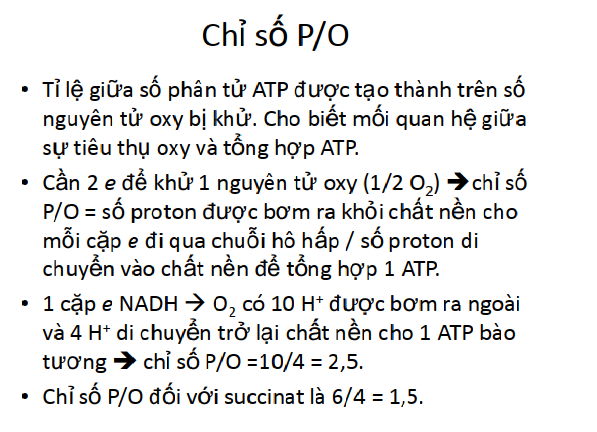 Chỉ số P/O
• Tỉ lệ giữa số phân tử ATP được tạo thành trên số
nguyên tử oxy bị khử. Cho biết mối quan hệ giữa
sự tiêu thụ oxy và tổng hợp ATP.
• Cần 2 e để khử 1 nguyên tử oxy (1/2 O₂) ➔chỉ số
P/O = số proton được bơm ra khỏi chất nền cho
mỗi cặp e đi qua chuỗi hô hấp / số proton di
chuyển vào chất nền để tổng hợp 1 ATP.
• 1 cặp e NADH → O₂ có 10 H⁺ được bơm ra ngoài
và 4 H⁺ di chuyển trở lại chất nền cho 1 ATP bào
tương ➔ chỉ số P/O =10/4 = 2,5.
• Chỉ số P/O đối với succinat là 6/4 = 1,5.